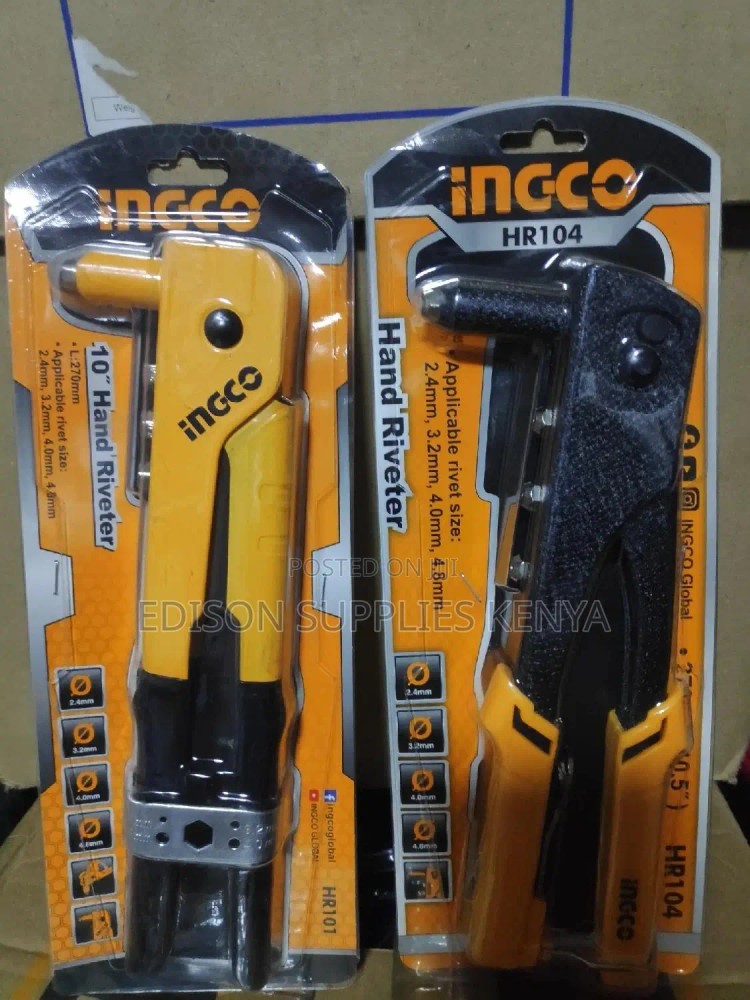 INGCO
10" Hand Riveter
• L:270mm
• Applicable rivet size:
2.4mm, 3.2mm, 4.0mm, 4.8mm
INGCO
2.4mm
3.2mm
4.0mm
4.8mm
ingcoglobal
INGCO GLOBAL
HR101
INGCO
HR104
Hand Riveter
• Applicable rivet size:
2.4mm, 3.2mm, 4.0mm, 4.8mm
INGCO Global
HR104
2.4mm
3.2mm
4.0mm
4.8mm
INGCO
POSTED ON JIJI
EDISON SUPPLIES KENYA